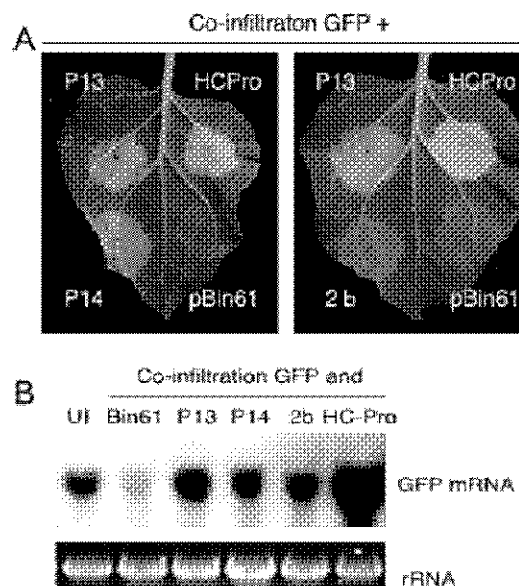 Co-infiltraton GFP +
A
P13 HCPro P13 HCPro
P14 pBin61 2 b pBin61
Co-infiltration GFP and
B
UI Bin61 P13 P14 2b HC-Pro
GFP mRNA
rRNA